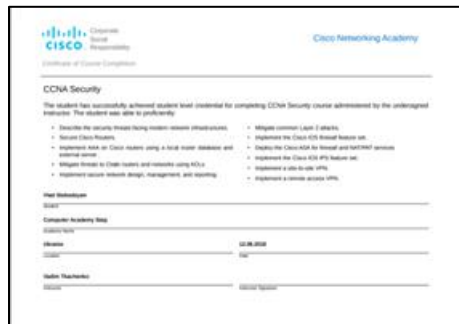 CISCO
Corporate
Social
Responsibility
Cisco Networking Academy
Certificate of Course Completion
CCNA Security
The student has successfully achieved student level credential for completing CCNA Security course administered by the undersigned
instructor. The student was able to proficiently:
• Describe the security threats facing modern network infrastructures.
• Secure Cisco Routers.
• Implement AAA on Cisco routers using a local router database and
external server.
• Mitigate threats to Cisco routers and networks using ACLs.
• Implement secure network design, management, and reporting.
• Mitigate common Layer 2 attacks.
• Implement the Cisco IOS firewall feature set.
• Deploy the Cisco ASA for firewall and NAT/PAT services
• Implement the Cisco IOS IPS feature set.
• Implement a site-to-site VPN.
• Implement a remote access VPN.
Student
Computer Academy Step
Academy Name
Ukraine
Location
Date
Vadim Tkachenko
Instructor
Instructor Signature